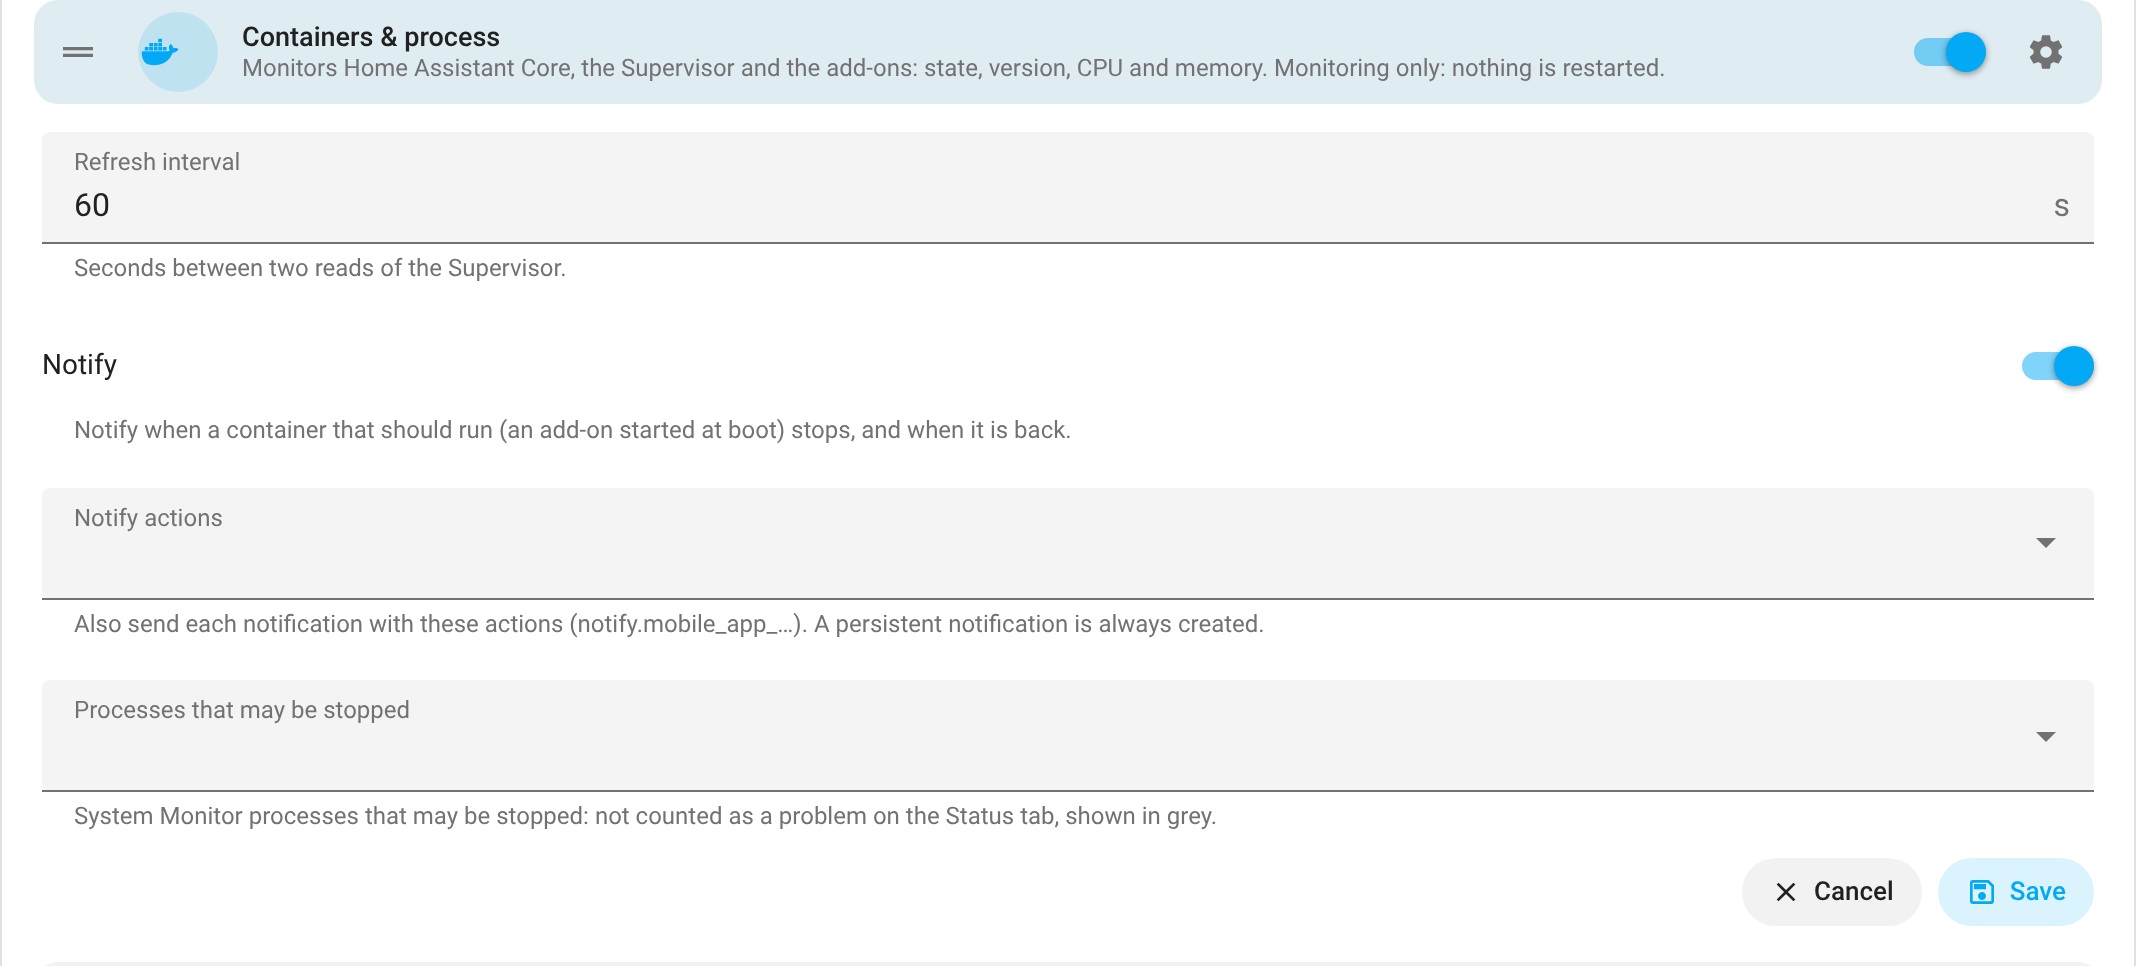 Containers & process
Monitors Home Assistant Core, the Supervisor and the add-ons: state, version, CPU and memory. Monitoring only: nothing is restarted.
Refresh interval
60
s
Seconds between two reads of the Supervisor.
Notify
Notify when a container that should run (an add-on started at boot) stops, and when it is back.
Notify actions
Also send each notification with these actions (notify.mobile_app_…). A persistent notification is always created.
Processes that may be stopped
System Monitor processes that may be stopped: not counted as a problem on the Status tab, shown in grey.
Cancel
Save